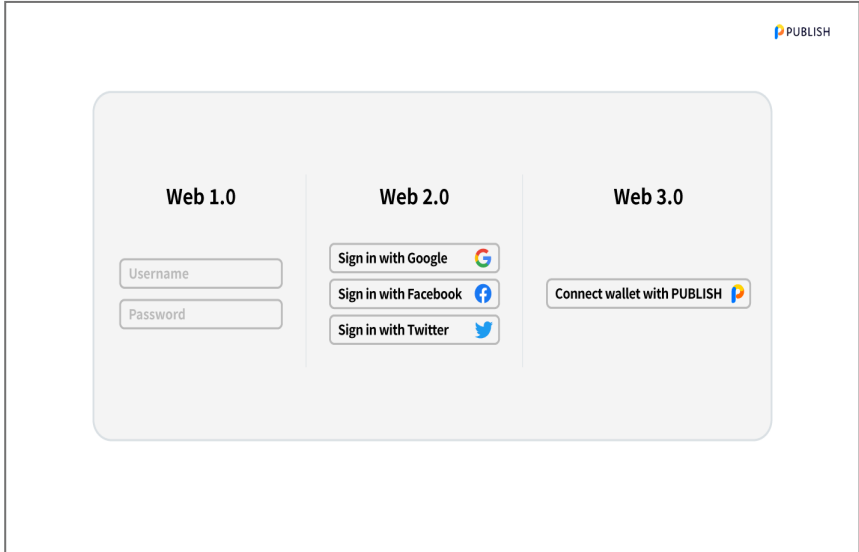 PUBLISH
Web 1.0
Username
Password
Web 2.0
Sign in with Google
Sign in with Facebook
Sign in with Twitter
Web 3.0
Connect wallet with PUBLISH